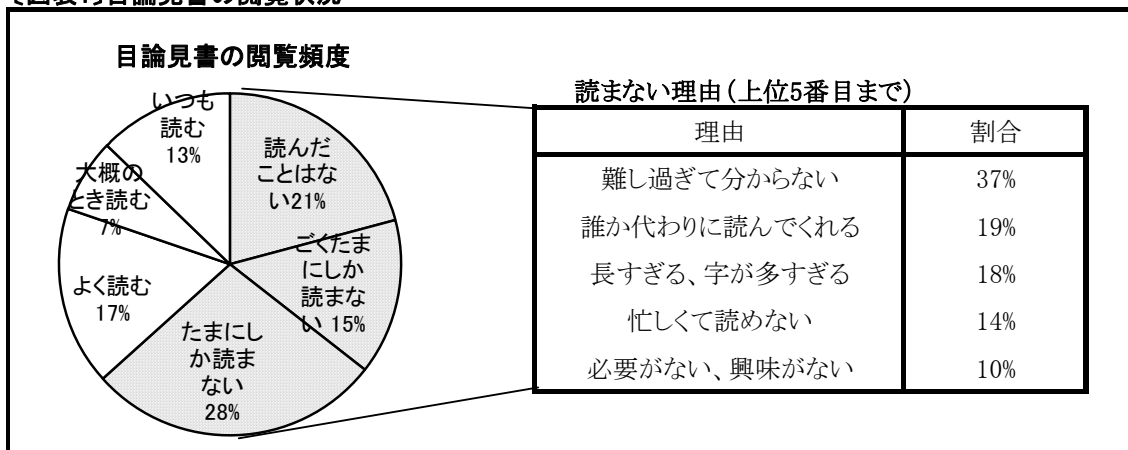 目論見書の閲覧頻度
いつも
読む
13%
読んだ
ことはな
い21%
大概の
とき読む
7%
ごくたま
にしか
読まな
い 15%
よく読む
17%
たまにし
か読ま
ない
28%
読まない理由(上位5番目まで)
理由 割合
難し過ぎて分からない 37%
誰か代わりに読んでくれる 19%
長すぎる、字が多すぎる 18%
忙しくて読めない 14%
必要がない、興味がない 10%